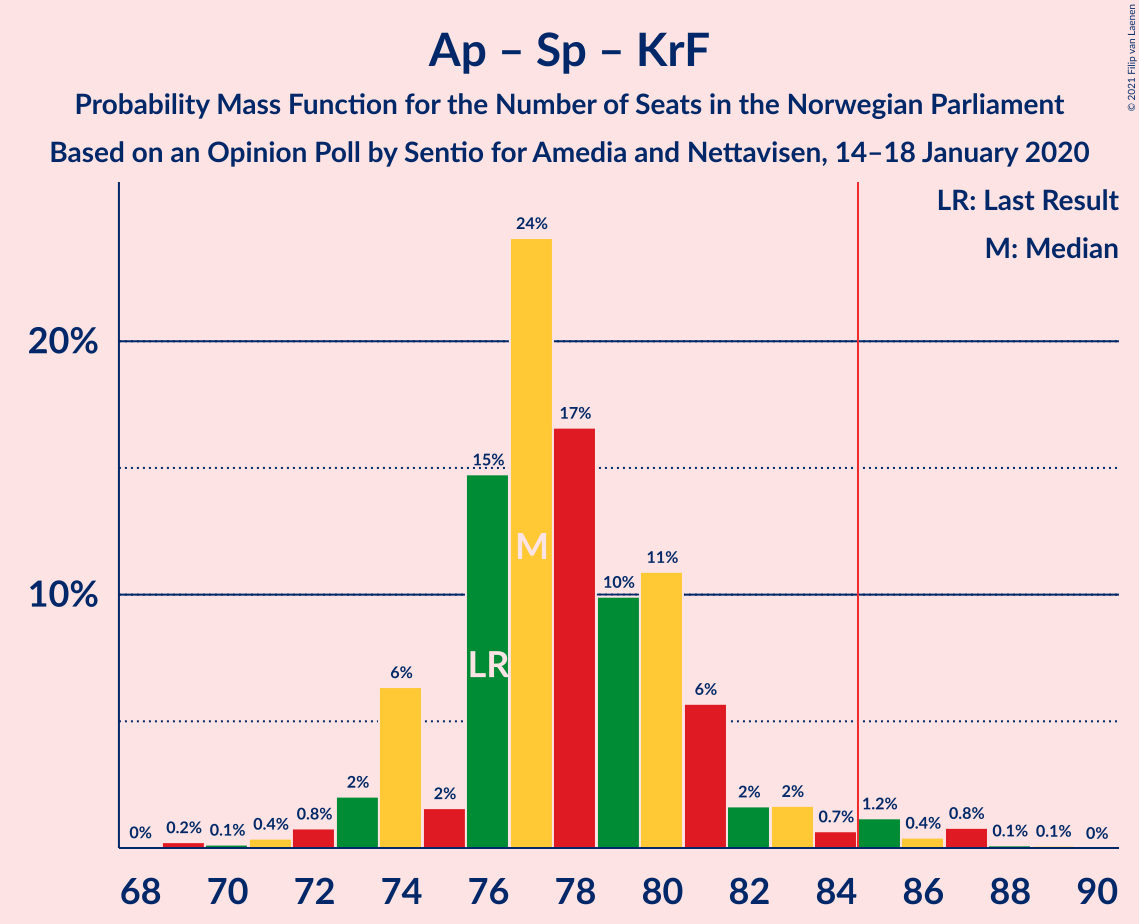 Ap – Sp – KrF
Probability Mass Function for the Number of Seats in the Norwegian Parliament
Based on an Opinion Poll by Sentio for Amedia and Nettavisen, 14–18 January 2020
© 2021 Filip van Laenen
LR: Last Result
M: Median
20%
10%
0%
0.2%
0.1%
0.4%
0.8%
2%
6%
2%
15%
24%
17%
10%
11%
6%
2%
2%
0.7%
1.2%
0.4%
0.8%
0.1%
0.1%
0%
LR
M
68 70 72 74 76 78 80 82 84 86 88 90